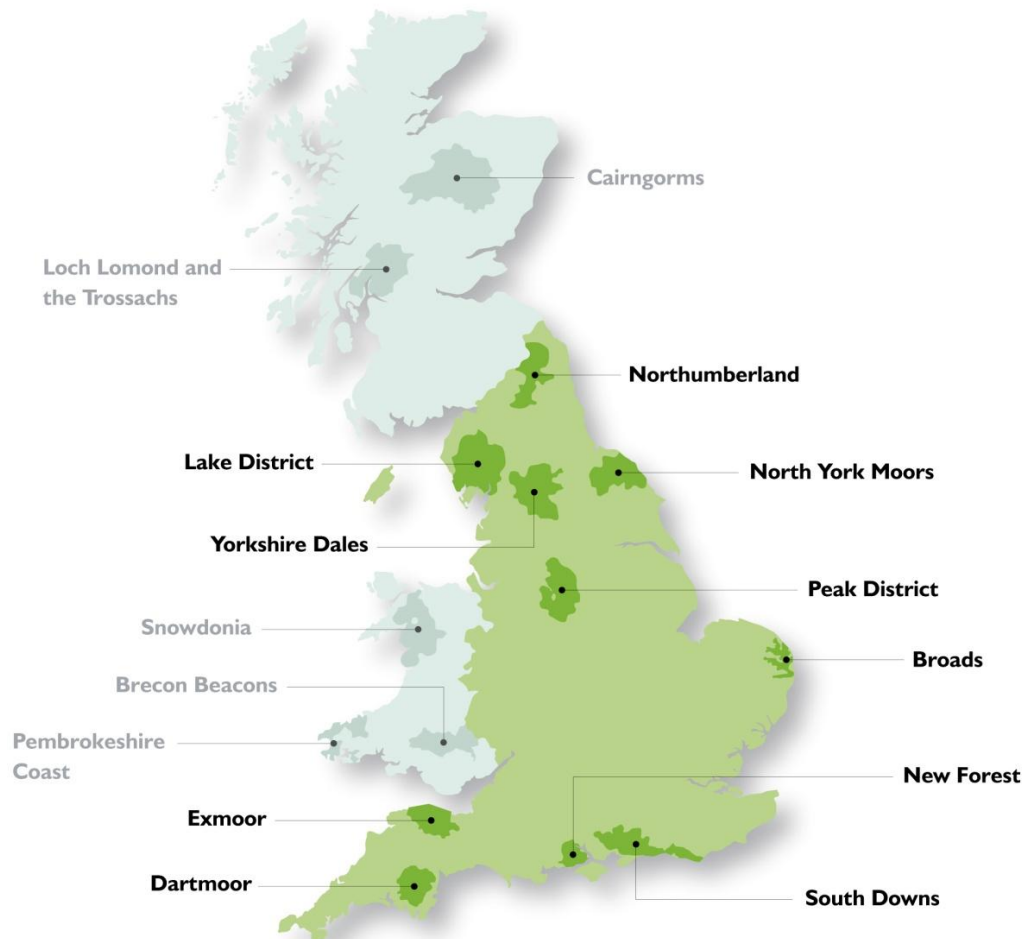 Cairngorms
Loch Lomond and
the Trossachs
Northumberland
Lake District
North York Moors
Yorkshire Dales
Peak District
Snowdonia
Broads
Brecon Beacons
Pembrokeshire
Coast
New Forest
Exmoor
Dartmoor
South Downs